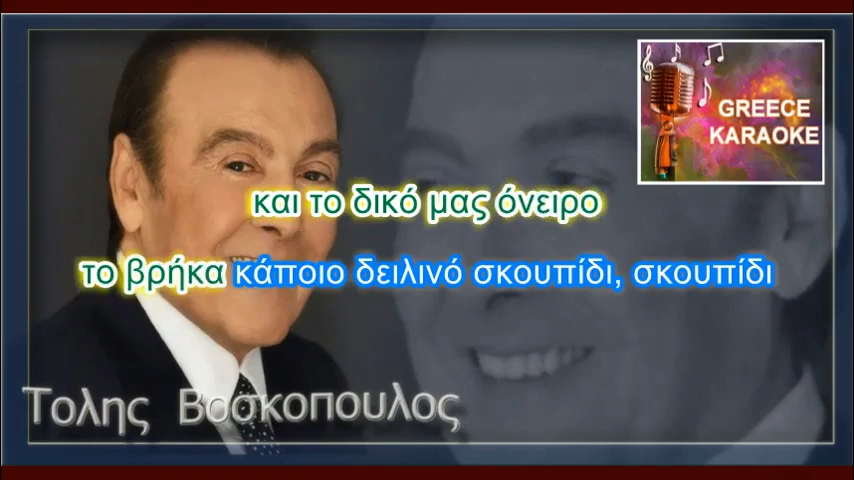 GREECE
KARAOKE
και το δικό μας όνειρο
το βρήκα κάποιο δειλινό σκουπίδι, σκουπίδι
Τολης Βοσκοπουλος